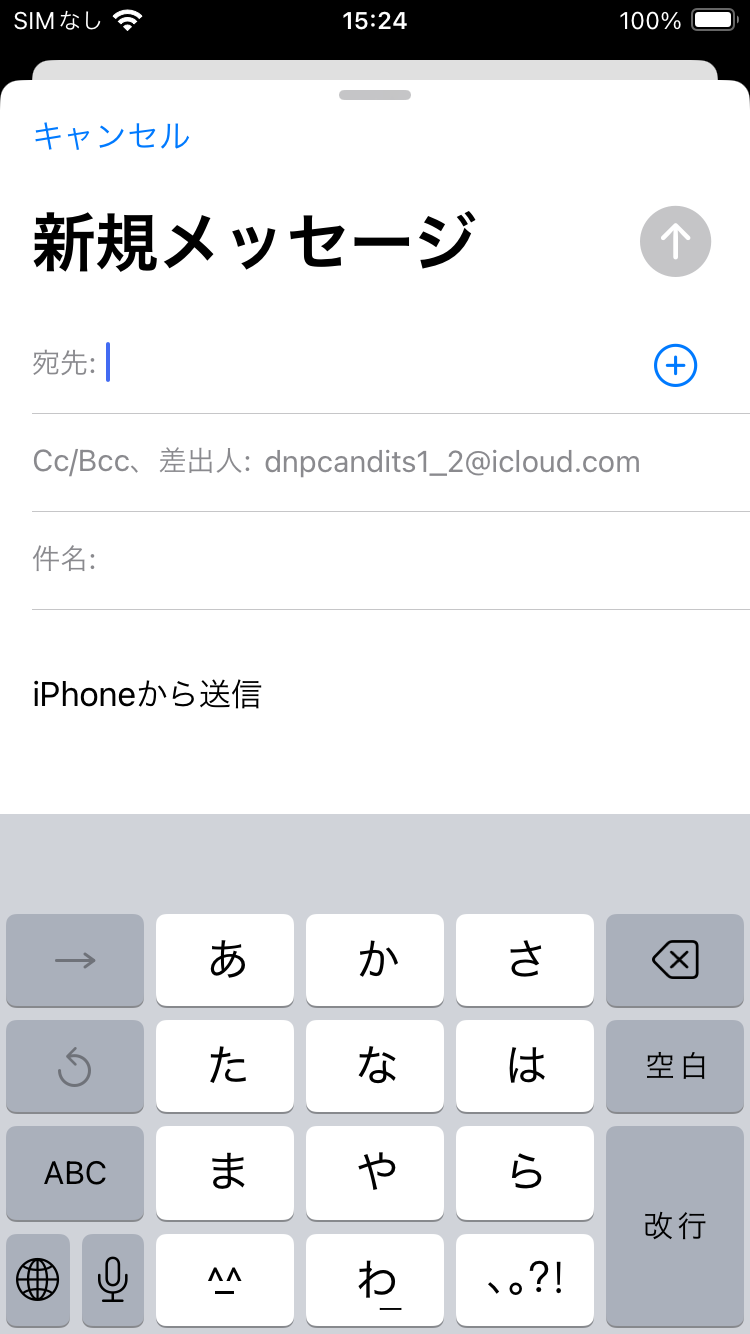 SIMなし 15:24 100%
キャンセル
新規メッセージ
宛先:
Cc/Bcc、差出人: dnpcandits1_2@icloud.com
件名:
iPhoneから送信
→ あ か さ
た な は 空白
ABC ま や ら 改行
^_^ わ_ 、。?!